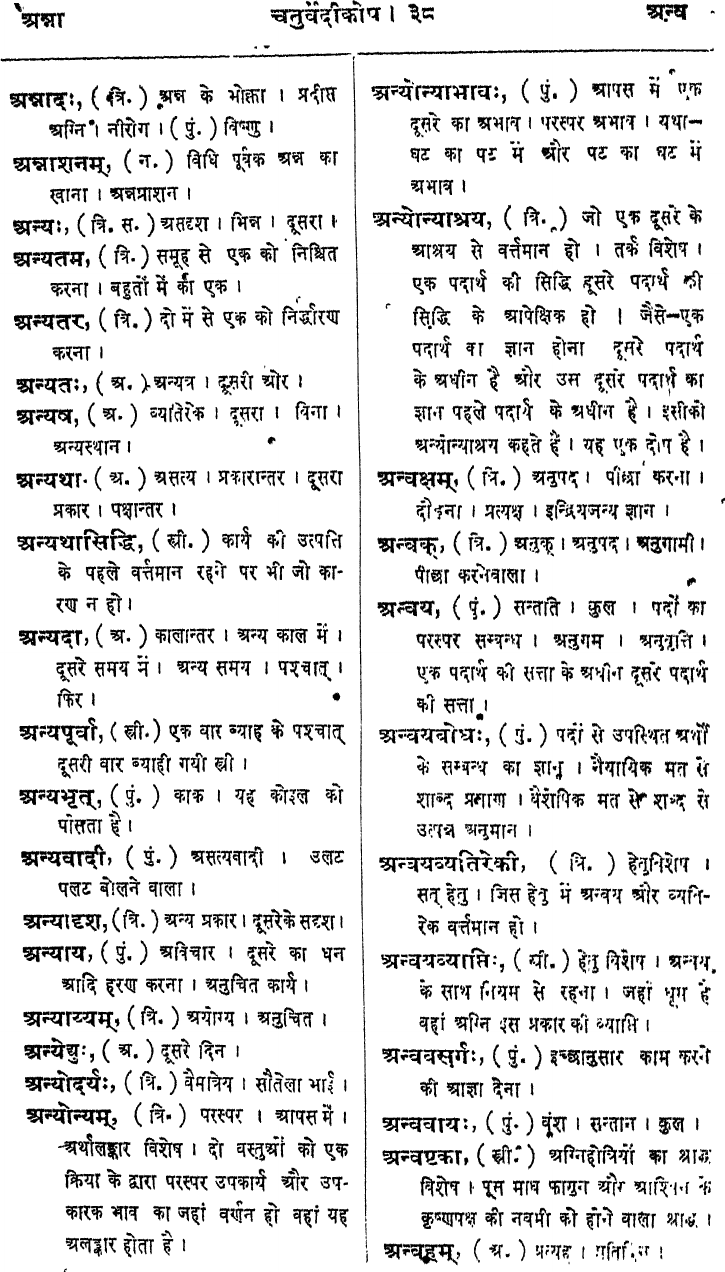 अन्ना चतुर्वेदीकोष । ३८ अन्व
अन्नादः, (त्रि.) अन्न के भोक्ता । प्रदीप्त
अग्नि । नीरोग । (पुं.) विष्णु ।
अन्नाशनम्, (न.) विधि पूर्वक अन्न का
खाना । अन्नप्राशन ।
अन्यः, (त्रि. स.) असदृश । भिन्न । दूसरा ।
अन्यतम, (त्रि.) समूह से एक को निश्चित
करना । बहुतों में का एक ।
अन्यतर, (त्रि.) दो में से एक को निर्द्धारण
करना ।
अन्यतः, (अ.) अन्यत्र । दूसरी ओर ।
अन्यत्र, (अ.) व्यतिरेक । दूसरा । विना ।
अन्यस्थान ।
अन्यथा. (अ.) असत्य । प्रकारान्तर । दूसरा
प्रकार । पक्षान्तर ।
अन्यथासिद्धि, (स्त्री.) कार्य की उत्पत्ति
के पहले वर्त्तमान रहने पर भी जो का-
रण न हो ।
अन्यदा, (अ.) कालान्तर । अन्य काल में ।
दूसरे समय में । अन्य समय । पश्चात् ।
फिर ।
अन्यपूर्वा, (स्त्री.) एक वार ब्याह के पश्चात्
दूसरी वार ब्याही गयी स्त्री ।
अन्यभृत्, (पुं.) काक । यह कोइल को
पोसता है ।
अन्यवादी, (पुं.) असत्यवादी । उलट
पलट बोलने वाला ।
अन्यादृश, (त्रि.) अन्य प्रकार । दूसरेके सदृश ।
अन्याय, (पुं.) अविचार । दूसरे का धन
आदि हरण करना । अनुचित कार्य ।
अन्याय्यम्, (त्रि.) अयोग्य । अनुचित ।
अन्येद्युः, (अ.) दूसरे दिन ।
अन्योदर्यः, (त्रि.) वैमात्रेय । सौतेला भाई ।
अन्योन्यम्, (त्रि.) परस्पर । आपस में ।
अर्थालङ्कार विशेष । दो वस्तुओं को एक
क्रिया के द्वारा परस्पर उपकार्य और उप-
कारक भाव का जहां वर्णन हो वहां यह
अलङ्कार होता है ।
अन्योन्याभावः, (पुं.) आपस में एक
दूसरे का अभाव । परस्पर अभाव । यथा-
घट का पट में और पट का घट में
अभाव ।
अन्योन्याश्रय, (त्रि.) जो एक दूसरे के
आश्रय से वर्त्तमान हो । तर्क विशेष ।
एक पदार्थ की सिद्धि दूसरे पदार्थ की
सिद्धि के आपेक्षिक हो । जैसे-एक
पदार्थ का ज्ञान होना दूसरे पदार्थ
के अधीन है और उस दूसरे पदार्थ का
ज्ञान पहले पदार्थ के अधीन है । इसीको
अन्योन्याश्रय कहते हैं । यह एक दोष है ।
अन्वक्षम्, (त्रि.) अनुपद । पीछा करना ।
दौड़ना । प्रत्यक्ष । इन्द्रियजन्य ज्ञान ।
अन्वक्, (त्रि.) अनुक् । अनुपद । अनुगामी ।
पीछा करनेवाला ।
अन्वय, (पुं.) सन्तति । कुल । पदों का
परस्पर सम्बन्ध । अनुगम । अनुवृत्ति ।
एक पदार्थ की सत्ता के अधीन दूसरे पदार्थ
की सत्ता ।
अन्वयबोधः, (पुं.) पदों से उपस्थित अर्थों
के सम्बन्ध का ज्ञान । नैयायिक मत से
शाब्द प्रमाण । वैशेषिक मत से शब्द से
उत्पन्न अनुमान ।
अन्वयव्यतिरेकी, (त्रि.) हेतुविशेष ।
सत् हेतु । जिस हेतु में अन्वय और व्यति-
रेक वर्त्तमान हो ।
अन्वयव्याप्तिः, (स्त्री.) हेतु विशेष । अन्वय
के साथ नियम से रहना । जहां धूम है
वहां अग्नि इस प्रकार की व्याप्ति ।
अन्ववसर्गः, (पुं.) इच्छानुसार काम करने
की आज्ञा देना ।
अन्ववायः, (पुं.) वंश । सन्तान । कुल ।
अन्वष्टका, (स्त्री.) अग्निहोत्रियों का श्राद्ध
विशेष । पूस माघ फागुन और आश्विन के
कृष्णपक्ष की नवमी को होने वाला श्राद्ध ।
अन्वहम्, (अ.) प्रत्यह । प्रतिदिन ।